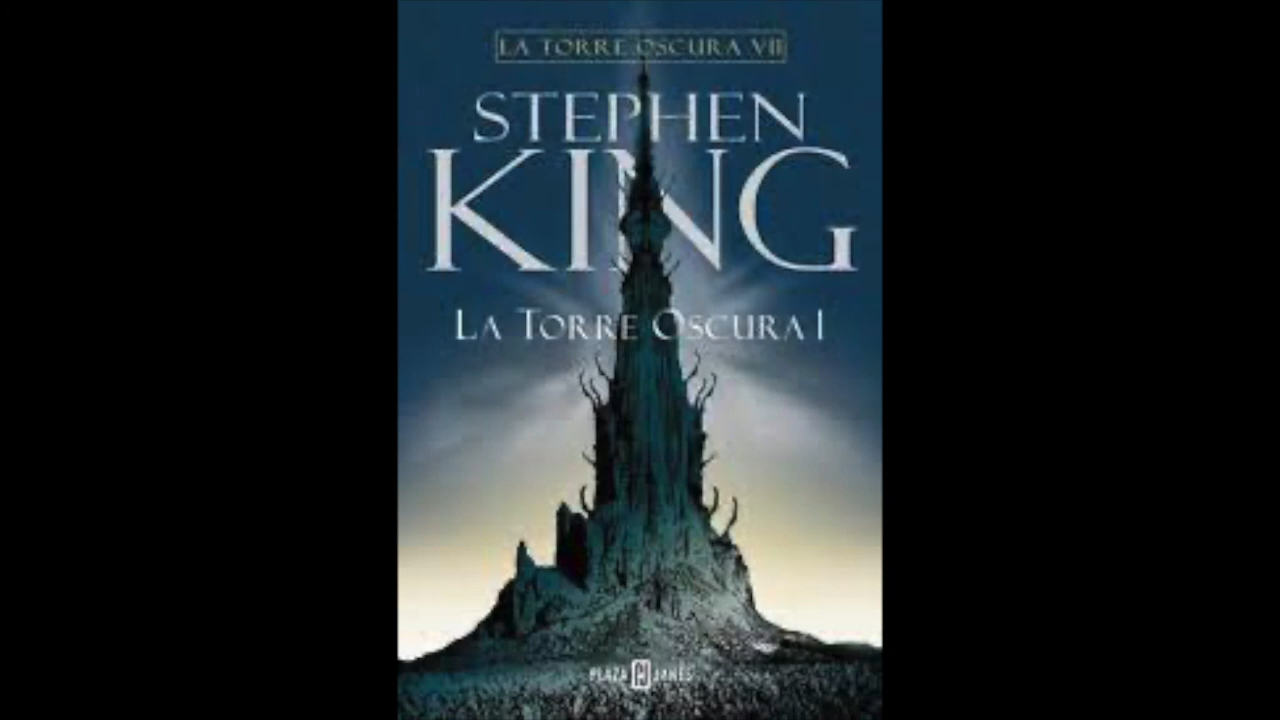 LA TORRE OSCURA VII
STEPHEN
KING
LA TORRE OSCURA I
PLAZA JANÉS